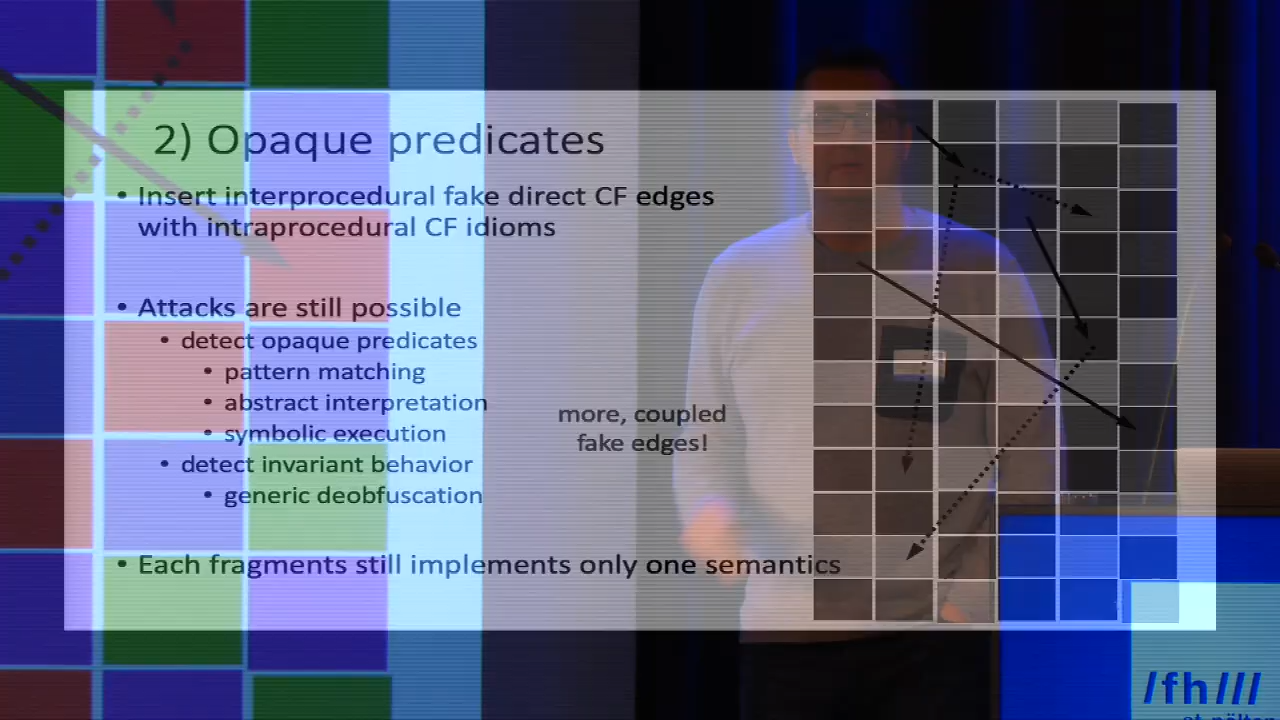 2) Opaque predicates
• Insert interprocedural fake direct CF edges
with intraprocedural CF idioms
• Attacks are still possible
• detect opaque predicates
• pattern matching
• abstract interpretation
• symbolic execution
• detect invariant behavior
• generic deobfuscation
more, coupled
fake edges!
• Each fragments still implements only one semantics
/fh///